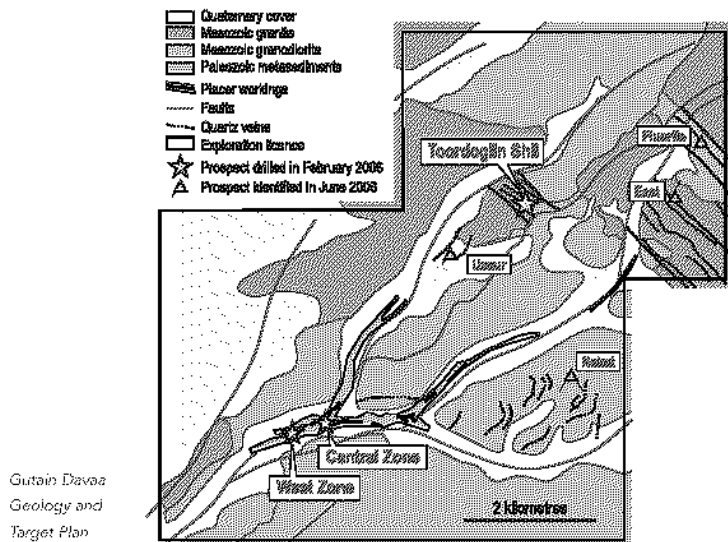 Quaternary cover
Mesozoic granite
Mesozoic granodiorite
Paleozoic metasediments
Placer workings
Faults
Quartz veins
Exploration licence
Prospect drilled in February 2006
Prospect identified in June 2006
Toordogiin Shil
East
Central Zone
West Zone
2 kilometres
Gutain Davaa
Geology and
Target Plan